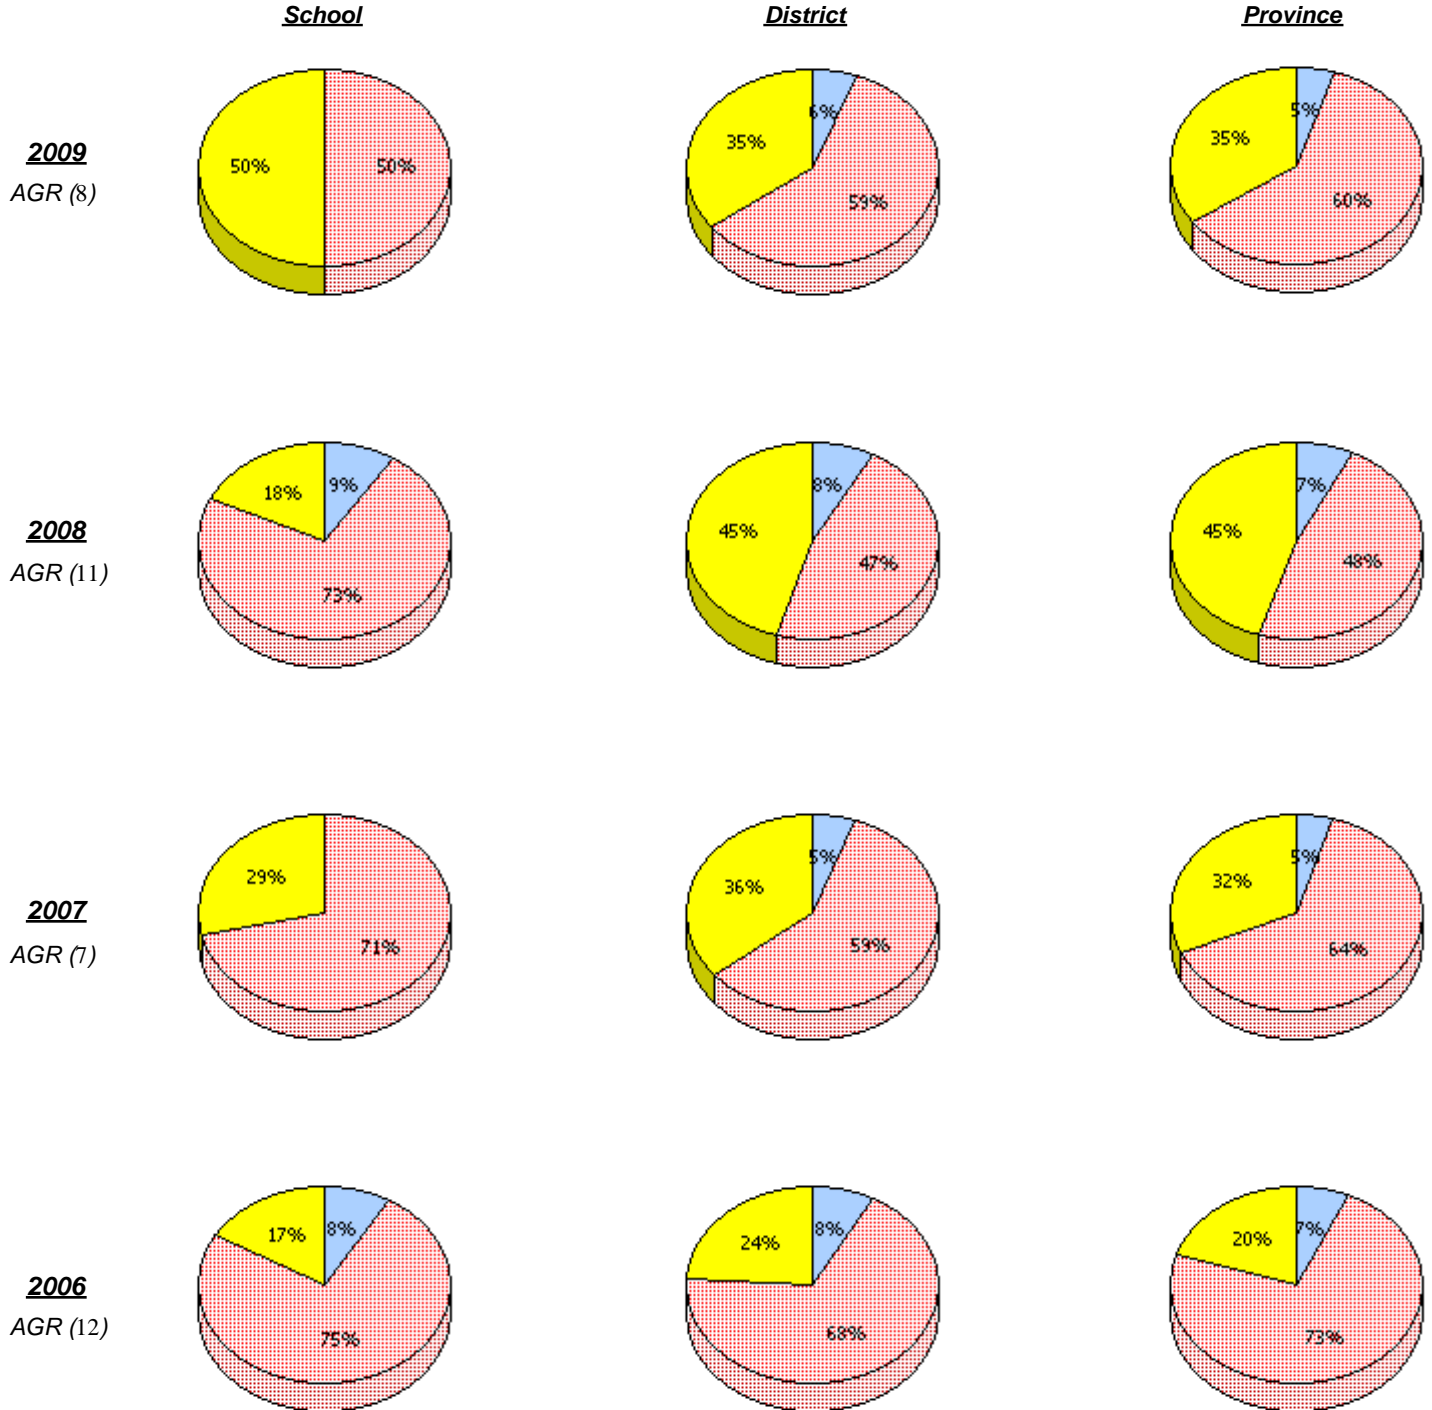 School District Province
50% 50% 35% 6% 59% 35% 5% 60%
2009
AGR (8)
18% 9% 73% 45% 8% 47% 45% 7% 48%
2008
AGR (11)
29% 71% 36% 5% 59% 32% 5% 64%
2007
AGR (7)
17% 8% 75% 24% 8% 68% 20% 7% 73%
2006
AGR (12)